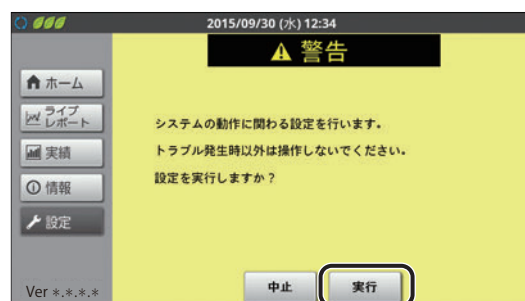 2015/09/30 (水) 12:34
警告
ホーム
ライブ
レポート
実績
情報
設定
システムの動作に関わる設定を行います。
トラブル発生時以外は操作しないでください。
設定を実行しますか？
中止
実行
Ver *.*.*.*